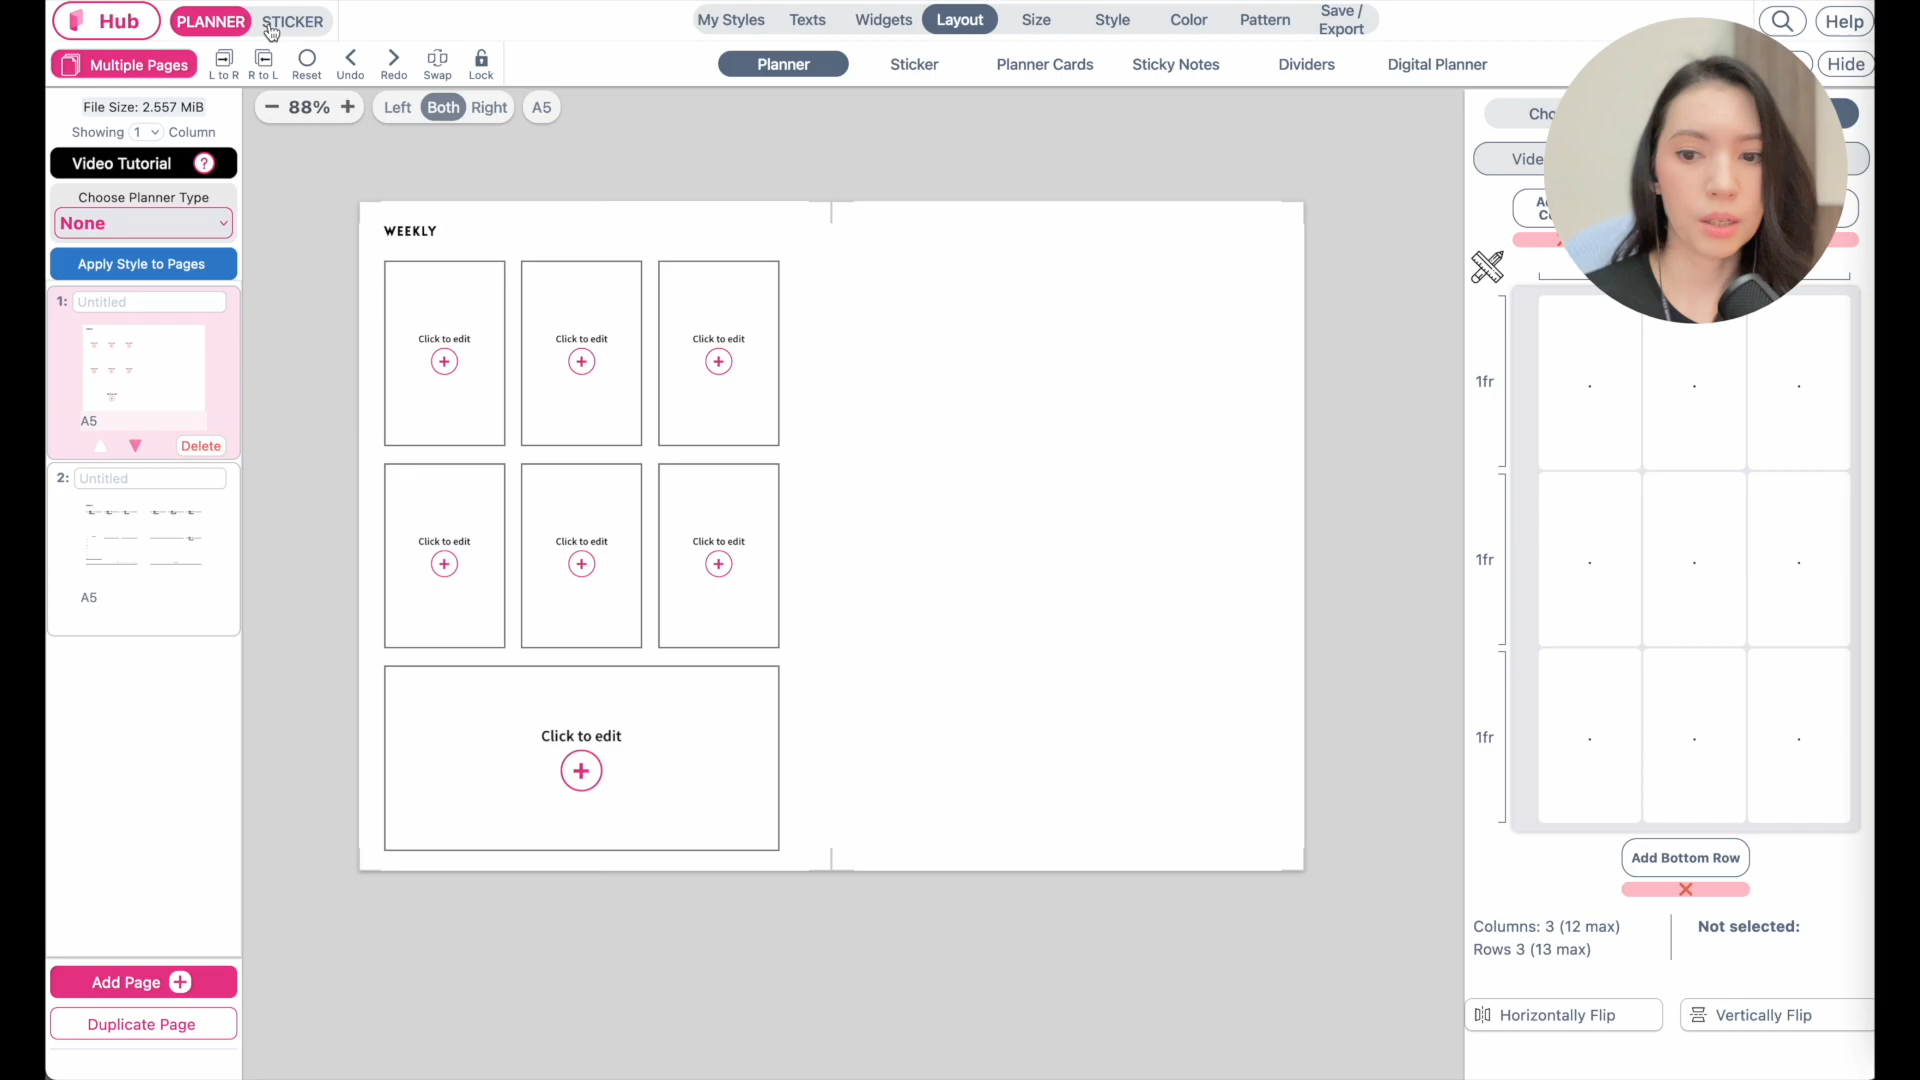 Hub
PLANNER
STICKER
My Styles
Texts
Widgets
Layout
Size
Style
Color
Pattern
Save /
Export
Help
Multiple Pages
L to R
R to L
Reset
Undo
Redo
Swap
Lock
Planner
Sticker
Planner Cards
Sticky Notes
Dividers
Digital Planner
Hide
File Size: 2.557 MiB
Showing 1 Column
Video Tutorial ?
Choose Planner Type
None
Apply Style to Pages
1: Untitled
A5
Delete
2: Untitled
A5
Add Page
Duplicate Page
88%
Left
Both
Right
A5
WEEKLY
Click to edit
Click to edit
Click to edit
Click to edit
Click to edit
Click to edit
Click to edit
1fr
1fr
1fr
Add Bottom Row
Columns: 3 (12 max)
Rows 3 (13 max)
Not selected:
Horizontally Flip
Vertically Flip